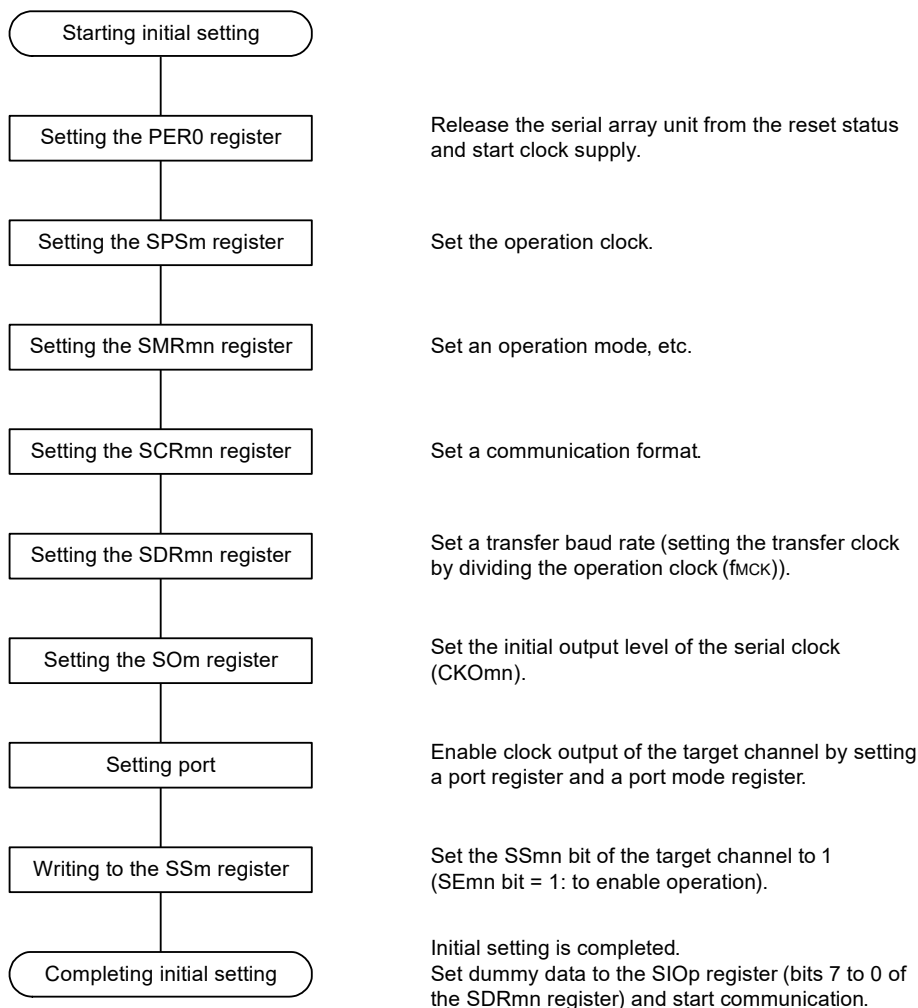 Starting initial setting
Setting the PER0 register
Release the serial array unit from the reset status
and start clock supply.
Setting the SPSm register
Set the operation clock.
Setting the SMRmn register
Set an operation mode, etc.
Setting the SCRmn register
Set a communication format.
Setting the SDRmn register
Set a transfer baud rate (setting the transfer clock
by dividing the operation clock (fMCK)).
Setting the SOm register
Set the initial output level of the serial clock
(CKOmn).
Setting port
Enable clock output of the target channel by setting
a port register and a port mode register.
Writing to the SSm register
Set the SSmn bit of the target channel to 1
(SEmn bit = 1: to enable operation).
Completing initial setting
Initial setting is completed.
Set dummy data to the SIOp register (bits 7 to 0 of
the SDRmn register) and start communication.